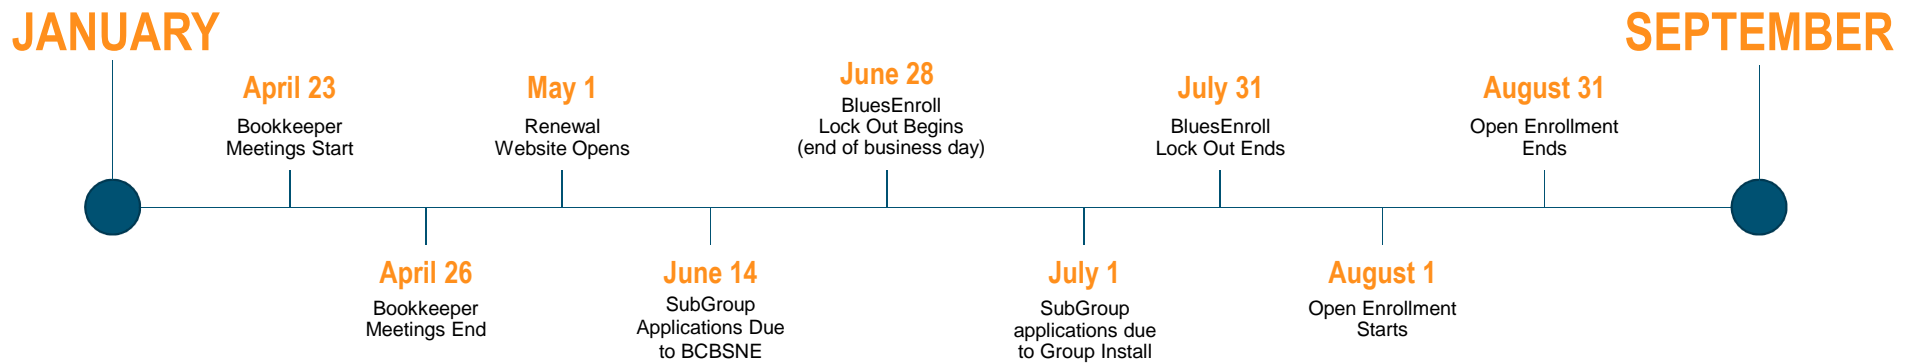 JANUARY
SEPTEMBER
April 23
Bookkeeper
Meetings Start
May 1
Renewal
Website Opens
June 28
BluesEnroll
Lock Out Begins
(end of business day)
July 31
BluesEnroll
Lock Out Ends
August 31
Open Enrollment
Ends
April 26
Bookkeeper
Meetings End
June 14
SubGroup
Applications Due
to BCBSNE
July 1
SubGroup
applications due
to Group Install
August 1
Open Enrollment
Starts